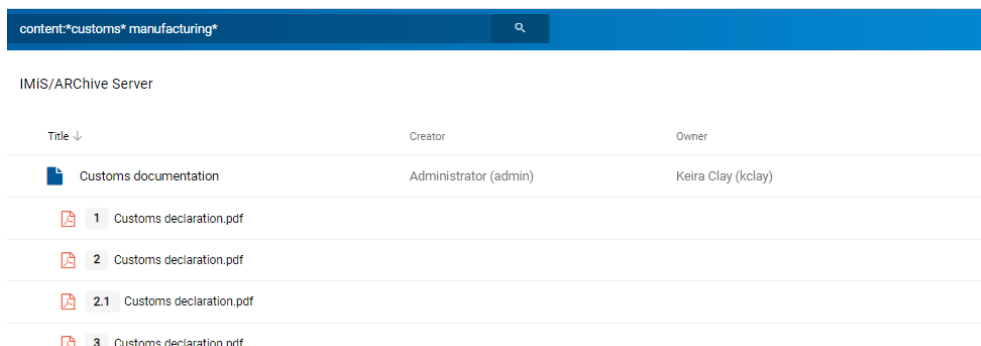 content:*customs* manufacturing*
IMiS/ARChive Server
Title ↓ Creator Owner
Customs documentation Administrator (admin) Keira Clay (kclay)
1 Customs declaration.pdf
2 Customs declaration.pdf
2.1 Customs declaration.pdf
3 Customs declaration.pdf